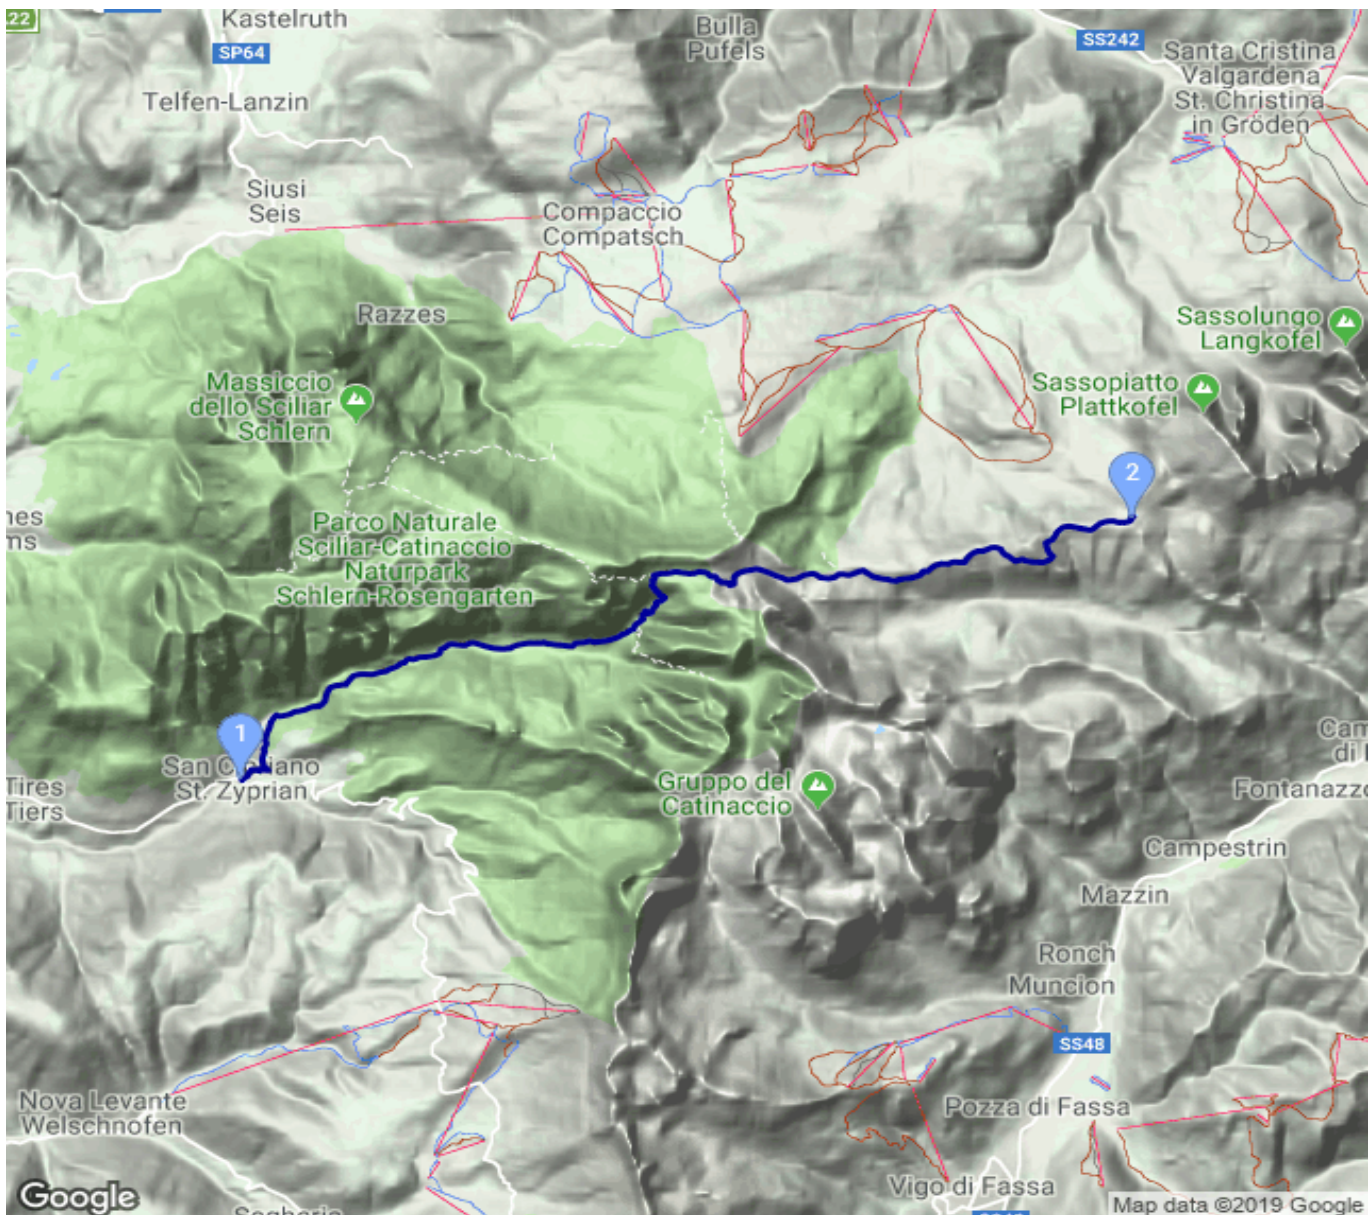 22
Kastelruth
SP64
Bulla
Pufels
SS242
Santa Cristina
Valgardena
St. Christina
in Gröden
Telfen-Lanzin
Siusi
Seis
Compaccio
Compatsch
Razzes
Sassolungo
Langkofel
Massiccio
dello Sciliar
Schlern
Sassopiatto
Plattkofel
2
Parco Naturale
Sciliar-Catinaccio
Naturpark
Schlern-Rosengarten
1
San Cipriano
St. Zyprian
Tires
Tiers
Gruppo del
Catinaccio
Fontanazzo
Campestrin
Mazzin
Ronch
Muncion
SS48
Nova Levante
Welschnofen
Pozza di Fassa
Vigo di Fassa
Google
Map data ©2019 Google